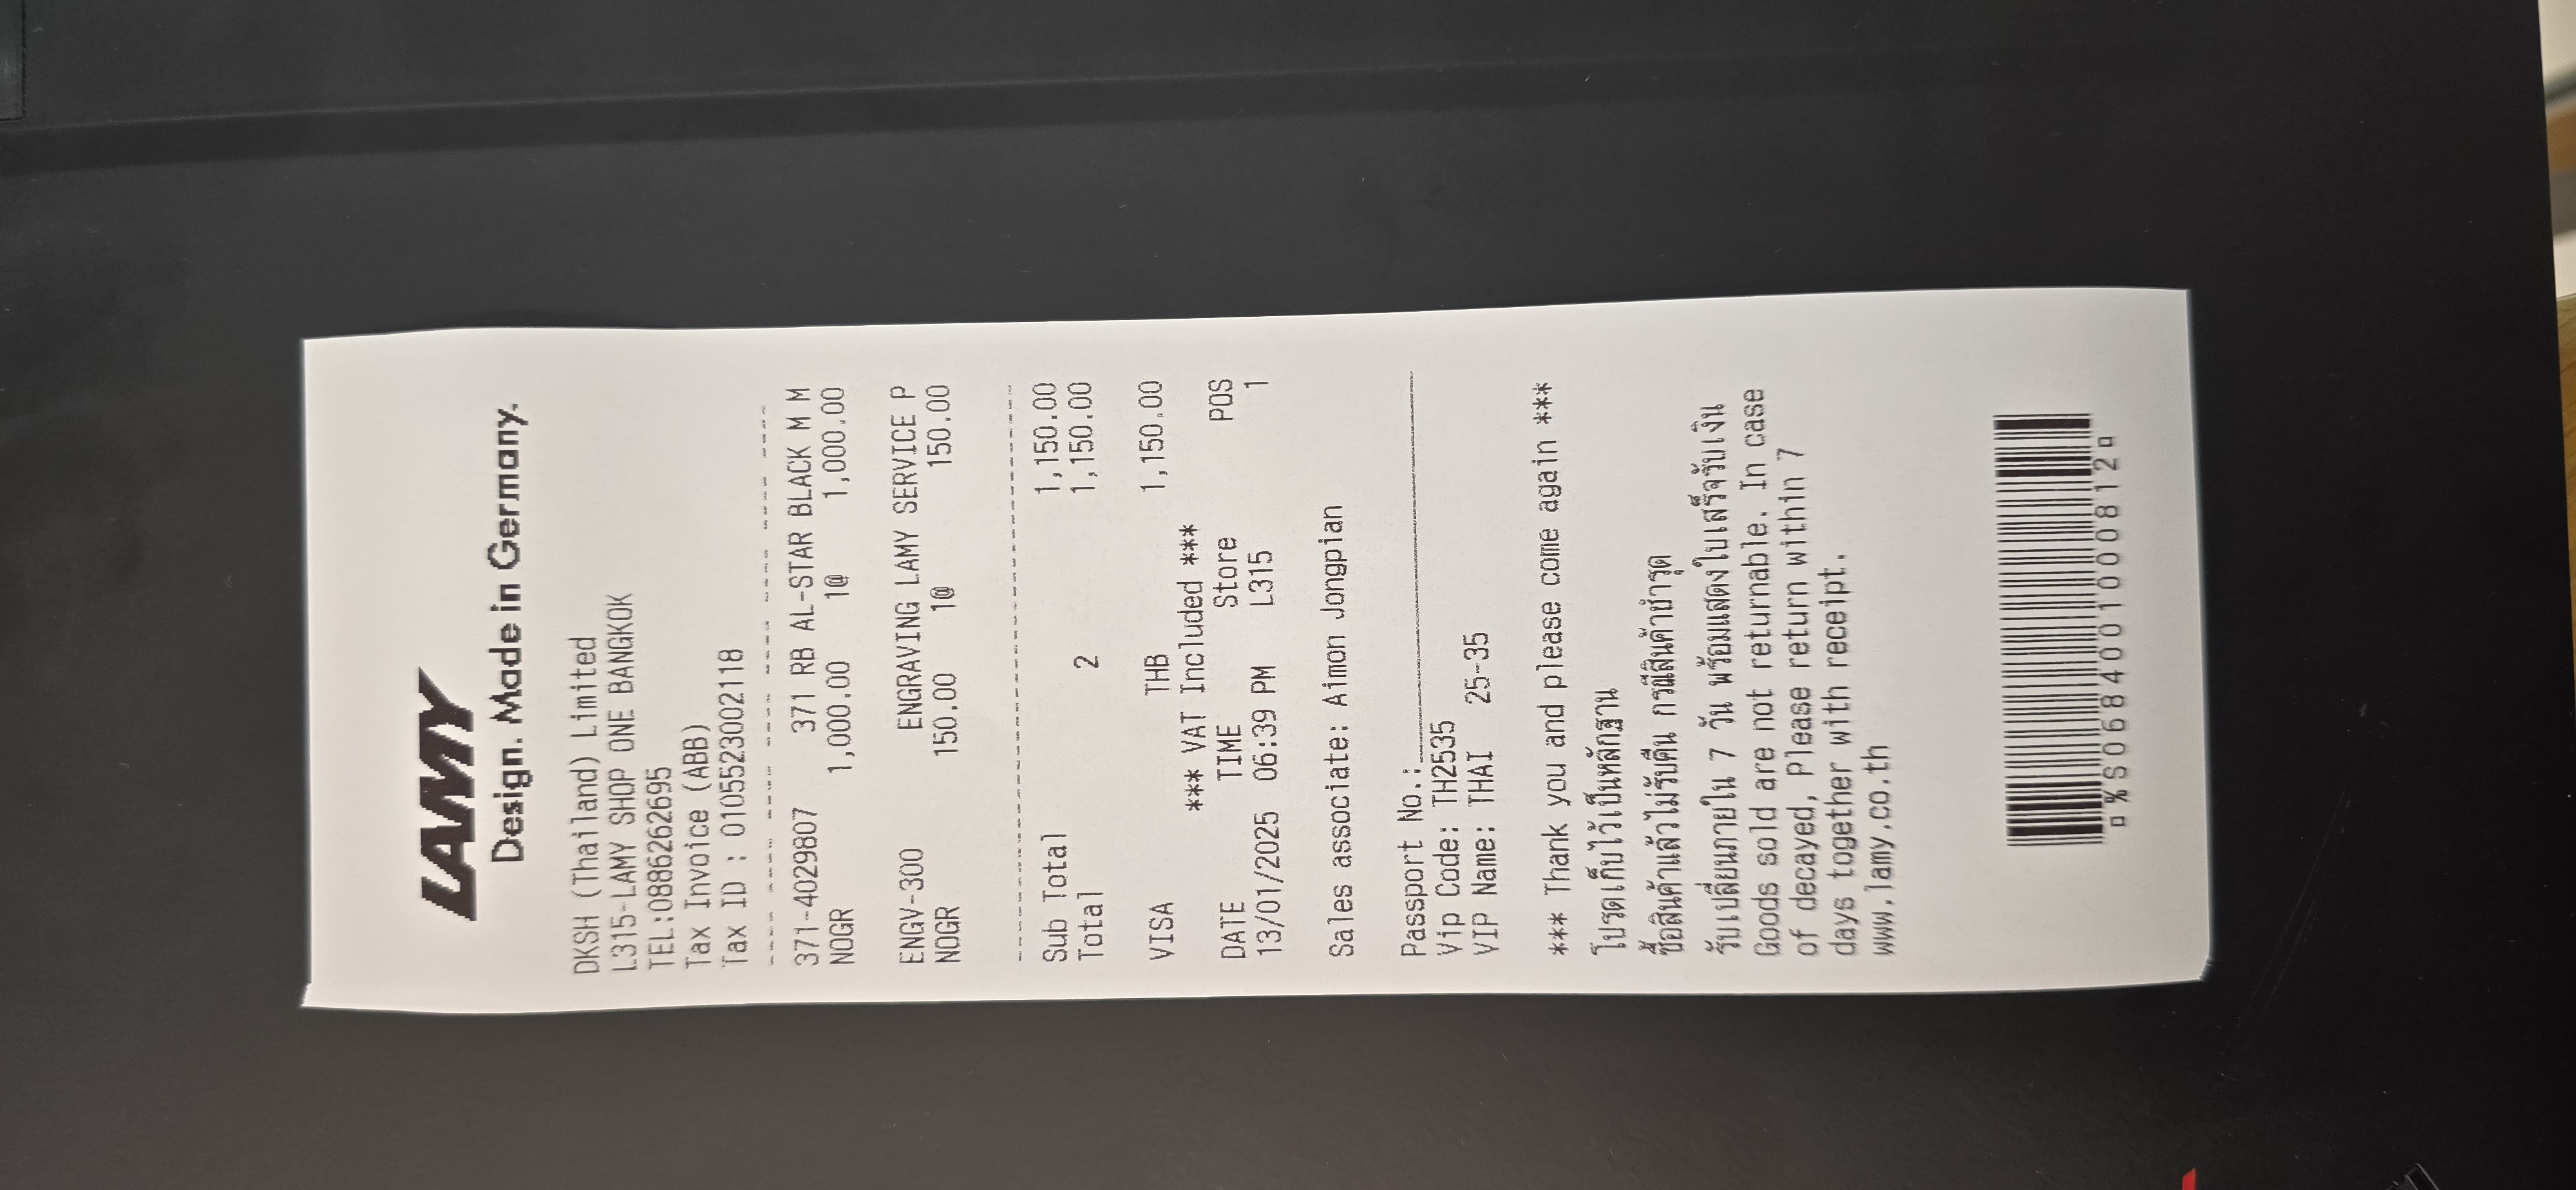 LAMY
Design. Made in Germany.
DKSH (Thailand) Limited
L315-LAMY SHOP ONE BANGKOK
TEL:0886262695
Tax Invoice (ABB)
Tax ID : 0105523002118
371-4029807 371 RB AL-STAR BLACK M M
NOGR 1,000.00 1@ 1,000.00
ENGV-300 ENGRAVING LAMY SERVICE P
NOGR 150.00 1@ 150.00
Sub Total 1,150.00
Total 2 1,150.00
VISA THB 1,150.00
*** VAT Included ***
DATE TIME Store POS
13/01/2025 06:39 PM L315 1
Sales associate: Aimon Jongpian
Passport No.:
Vip Code: TH2535
VIP Name: THAI 25-35
*** Thank you and please come again ***
โปรดเก็บไว้เป็นหลักฐาน
ซื้อสินค้าแล้วไม่รับคืน กรณีสินค้าชำรุด
รับเปลี่ยนภายใน 7 วัน พร้อมแสดงใบเสร็จรับเงิน
Goods sold are not returnable. In case
of decayed, Please return within 7
days together with receipt.
www.lamy.co.th
¤%S0684001000812¤